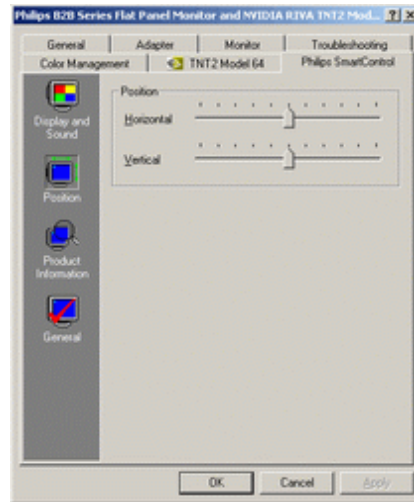 Philips B2B Series Flat Panel Monitor and NVIDIA RIVA TNT2 Mod...
General
Adapter
Monitor
Troubleshooting
Color Management
TNT2 Model 64
Philips SmartControl
Position
Horizontal
Vertical
Display and
Sound
Position
Product
Information
General
OK
Cancel
Apply